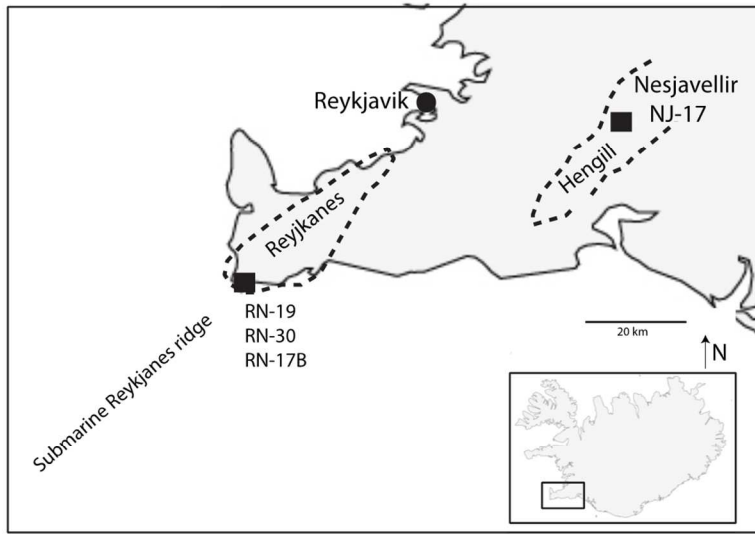 Nesjavellir
NJ-17
Reykjavik
Hengill
Reyjkanes
RN-19
RN-30
RN-17B
Submarine Reykjanes ridge
20 km
N